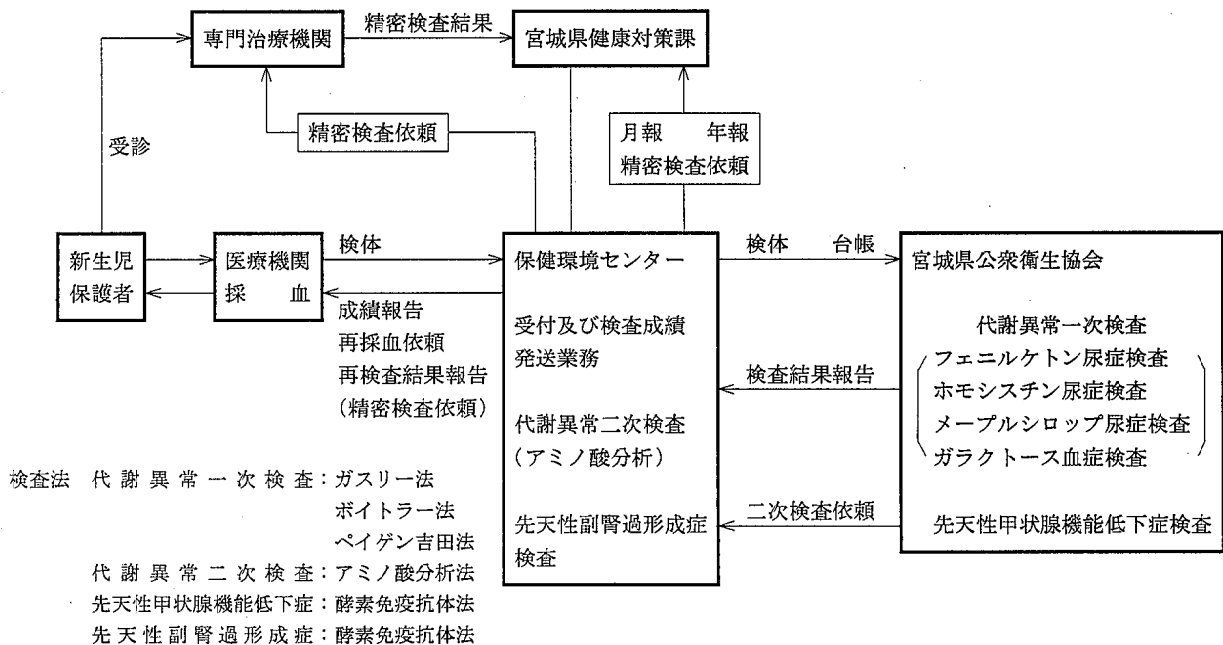 専門治療機関
精密検査結果
宮城県健康対策課
精密検査依頼
月報 年報
精密検査依頼
受診
新生児
保護者
医療機関
採 血
検体
成績報告
再採血依頼
再検査結果報告
(精密検査依頼)
保健環境センター
受付及び検査成績
発送業務
代謝異常二次検査
(アミノ酸分析)
先天性副腎過形成症
検査
検体 台帳
検査結果報告
二次検査依頼
宮城県公衆衛生協会
代謝異常一次検査
フェニルケトン尿症検査
ホモシスチン尿症検査
メープルシロップ尿症検査
ガラクトース血症検査
先天性甲状腺機能低下症検査
検査法 代謝異常一次検査:ガスリー法
ボイトラー法
ペイゲン吉田法
代謝異常二次検査:アミノ酸分析法
先天性甲状腺機能低下症:酵素免疫抗体法
先天性副腎過形成症:酵素免疫抗体法